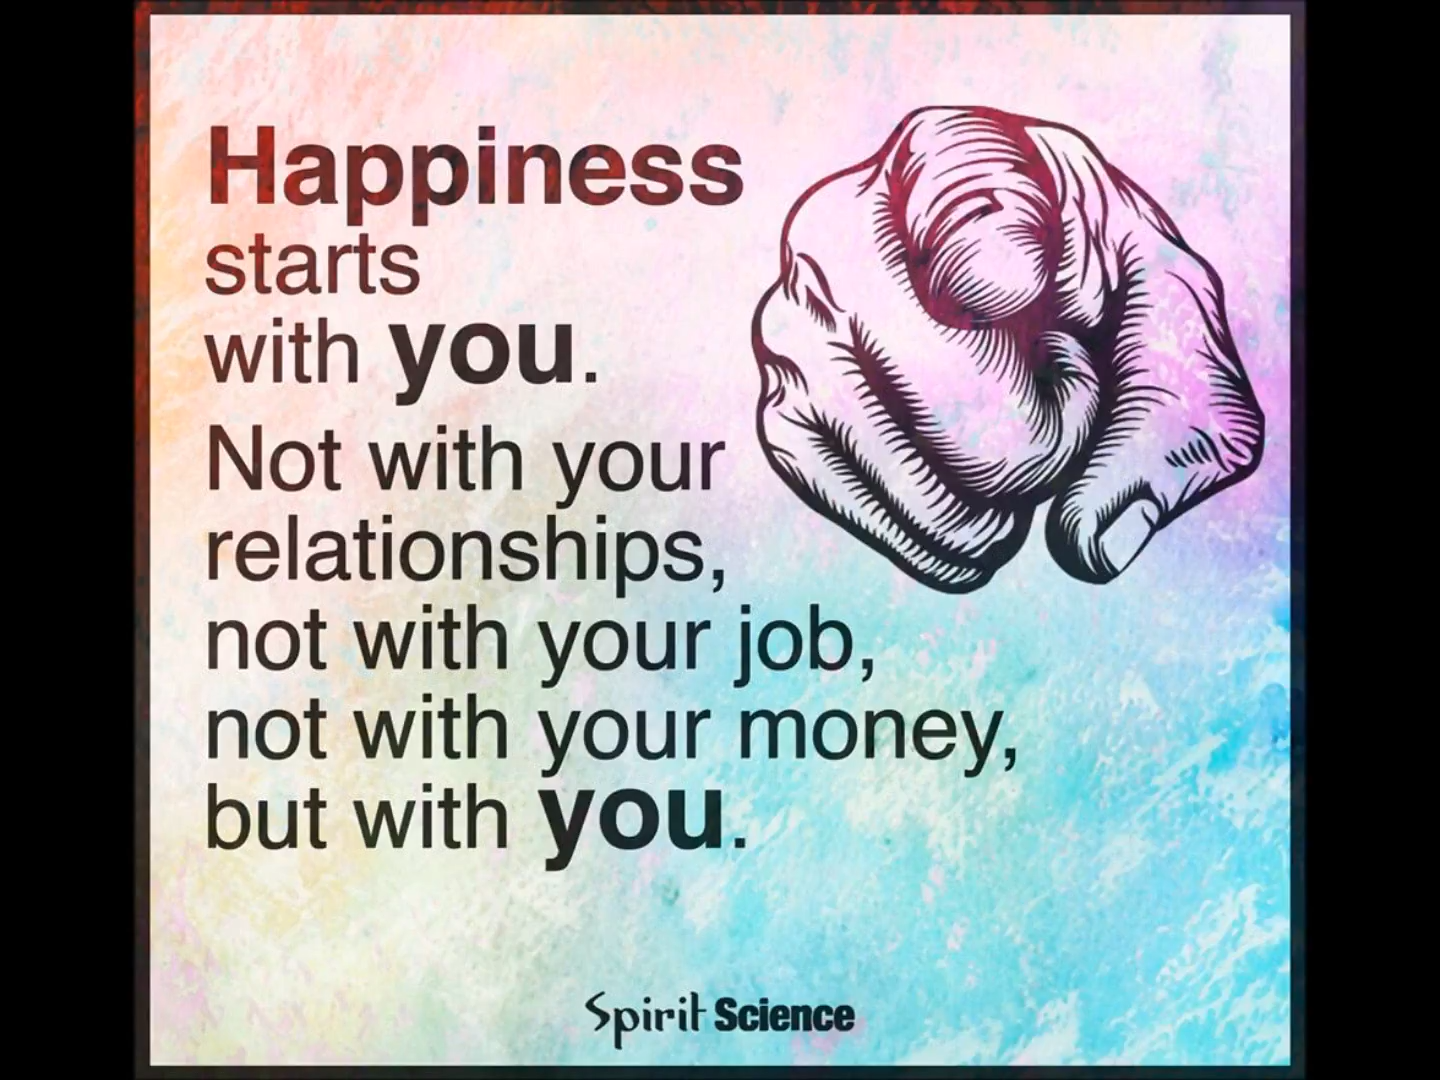 Happiness
starts
with you.
Not with your
relationships,
not with your job,
not with your money,
but with you.
Spirit Science